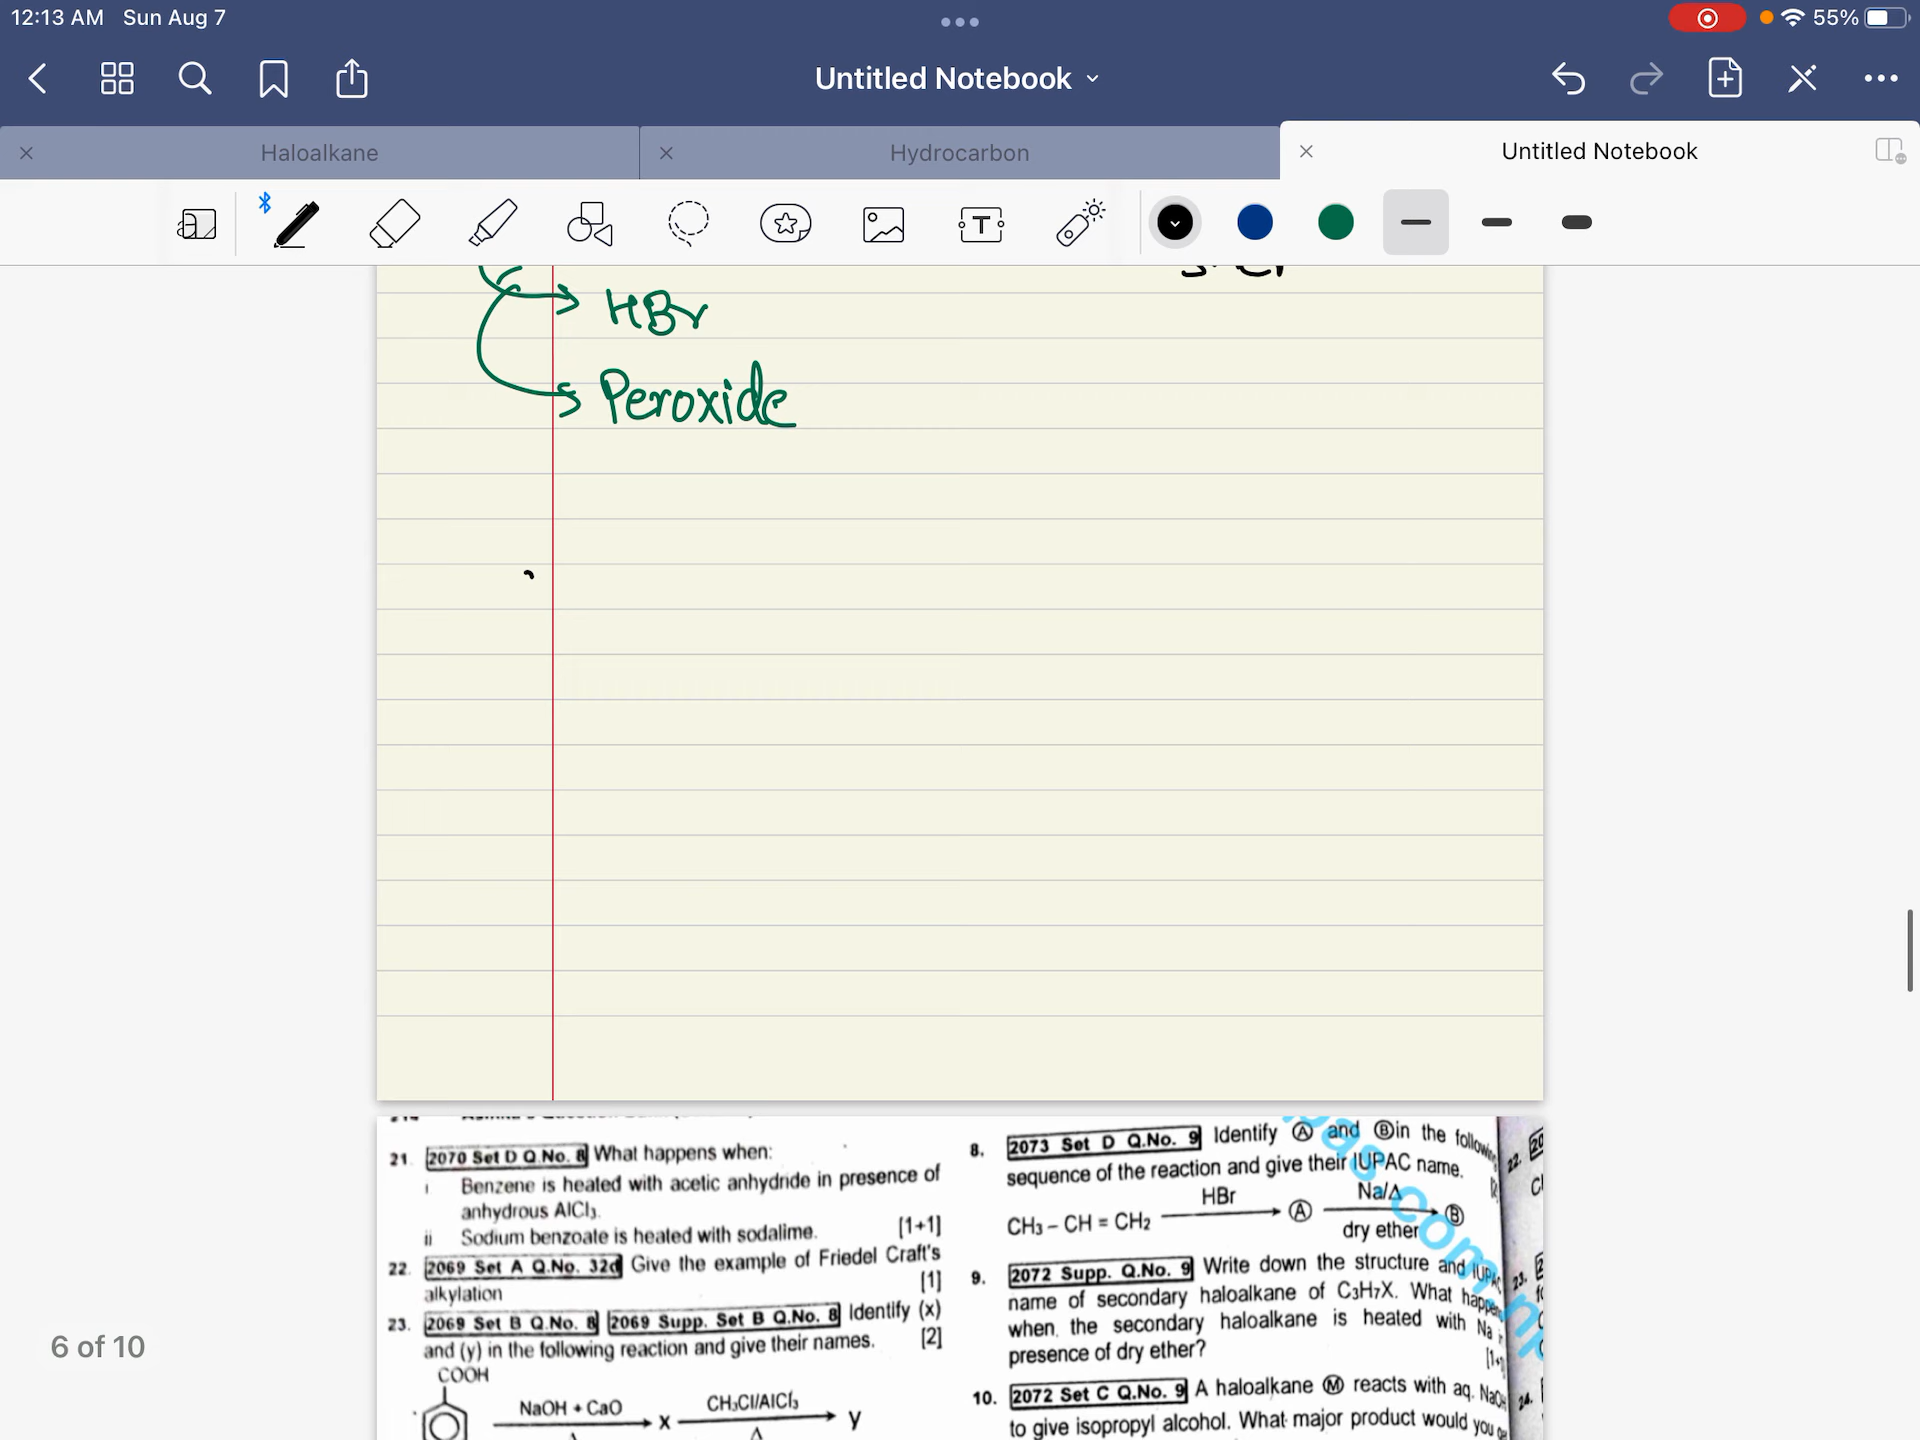 12:13 AM Sun Aug 7
55%
Untitled Notebook
Haloalkane
Hydrocarbon
Untitled Notebook
HBr
Peroxide
21. 2070 Set D Q.No. 8 What happens when:
i Benzene is heated with acetic anhydride in presence of
anhydrous AlCl₃.
ii Sodium benzoate is heated with sodalime. [1+1]
22. 2069 Set A Q.No. 32d Give the example of Friedel Craft's
alkylation [1]
23. 2069 Set B Q.No. 8 2069 Supp. Set B Q.No. 8 Identify (x)
and (y) in the following reaction and give their names. [2]
COOH
NaOH + CaO x CH₃Cl/AlCl₃ y
Δ Δ
8. 2073 Set D Q.No. 9 Identify Ⓐ and Ⓑ in the
sequence of the reaction and give their IUPAC name.
CH₃ – CH = CH₂ HBr Ⓐ Na/Δ Ⓑ
dry ether
9. 2072 Supp. Q.No. 9 Write down the structure and IUPAC
name of secondary haloalkane of C₃H₇X. What
when the secondary haloalkane is heated with Na
presence of dry ether?
10. 2072 Set C Q.No. 9 A haloalkane Ⓜ reacts with aq. NaOH
to give isopropyl alcohol. What major product would you
22.
23.
24.
6 of 10